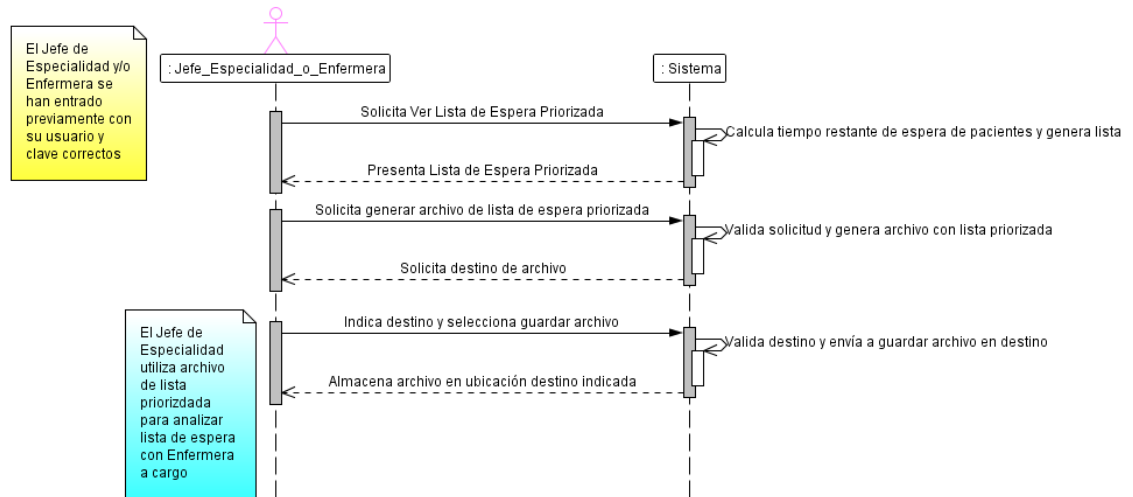 El Jefe de
Especialidad y/o
Enfermera se
han entrado
previamente con
su usuario y
clave correctos
: Jefe_Especialidad_o_Enfermera
: Sistema
Solicita Ver Lista de Espera Priorizada
Calcula tiempo restante de espera de pacientes y genera lista
Presenta Lista de Espera Priorizada
Solicita generar archivo de lista de espera priorizada
Valida solicitud y genera archivo con lista priorizada
Solicita destino de archivo
Indica destino y selecciona guardar archivo
Valida destino y envía a guardar archivo en destino
Almacena archivo en ubicación destino indicada
El Jefe de
Especialidad
utiliza archivo
de lista
priorizdada
para analizar
lista de espera
con Enfermera
a cargo